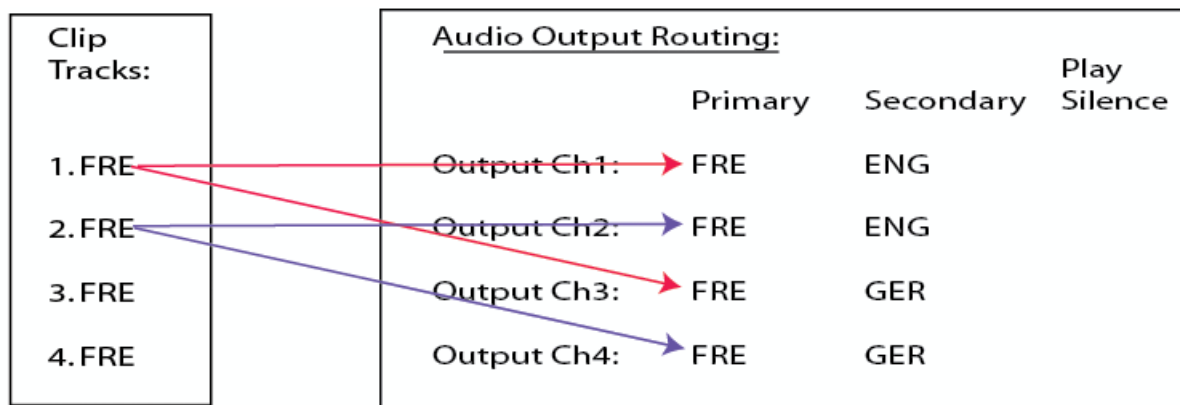 Clip
Tracks:
1. FRE
2. FRE
3. FRE
4. FRE
Audio Output Routing:
Play
Primary Secondary Silence
Output Ch1: FRE ENG
Output Ch2: FRE ENG
Output Ch3: FRE GER
Output Ch4: FRE GER